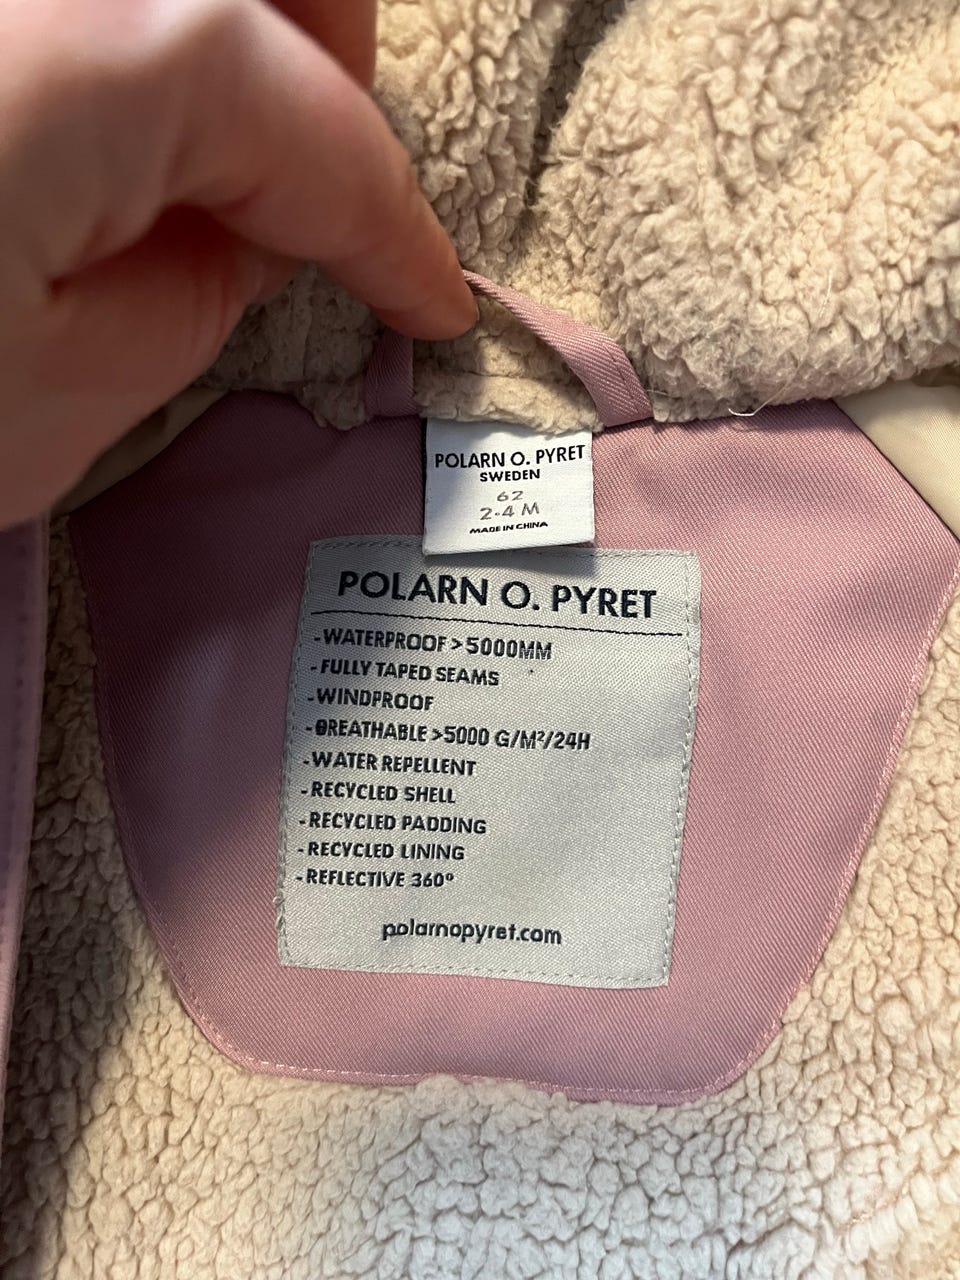 POLARN O. PYRET
SWEDEN
62
2-4 M
MADE IN CHINA
POLARN O. PYRET
-WATERPROOF >5000MM
-FULLY TAPED SEAMS
-WINDPROOF
-BREATHABLE >5000 G/M²/24H
-WATER REPELLENT
-RECYCLED SHELL
-RECYCLED PADDING
-RECYCLED LINING
-REFLECTIVE 360°
polarnopyret.com